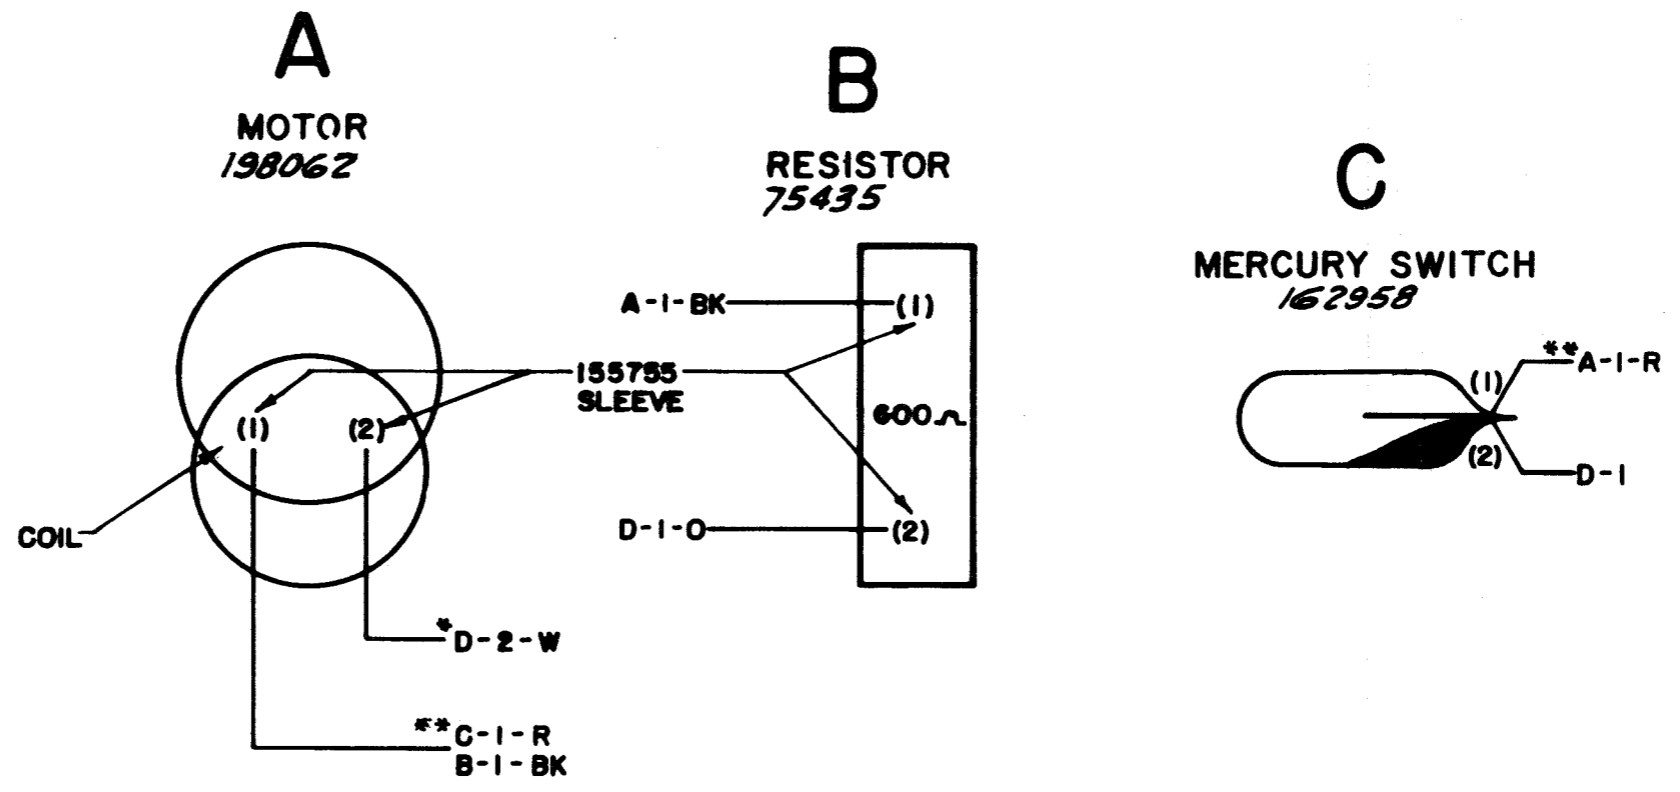 A
MOTOR
198062
B
RESISTOR
75435
C
MERCURY SWITCH
162958
A-1-BK
(1)
155755
SLEEVE
600Ω
(1)
(2)
COIL
D-1-O
(2)
*D-2-W
**C-1-R
B-1-BK
**A-1-R
(1)
(2)
D-1